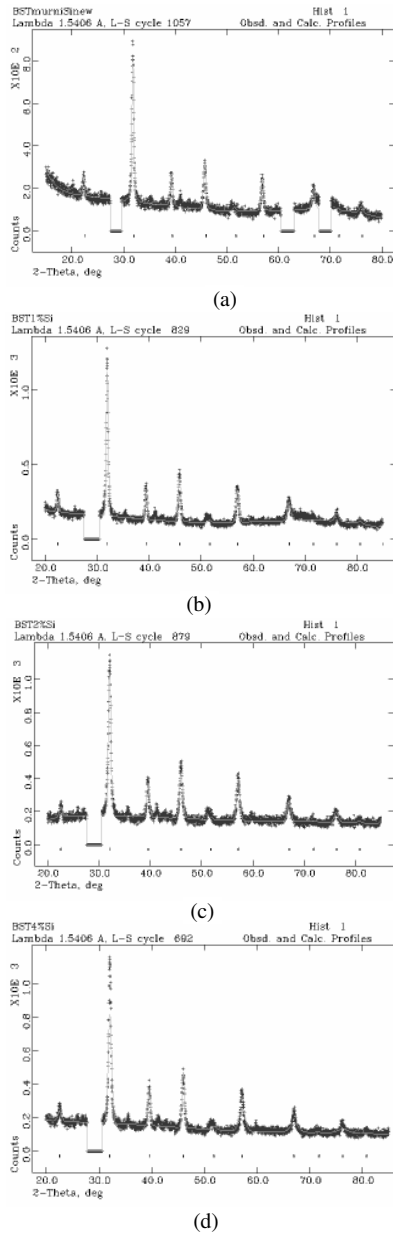 BSTmurniSinew Hist 1
Lambda 1.5406 A, L-S cycle 1057 Obsd. and Calc. Profiles
X10E 2
8.0
6.0
4.0
2.0
0.0
Counts
20.0 30.0 40.0 50.0 60.0 70.0 80.0
2-Theta, deg
(a)
BST1%Si Hist 1
Lambda 1.5406 A, L-S cycle 829 Obsd. and Calc. Profiles
X10E 3
1.0
0.5
0.0
Counts
20.0 30.0 40.0 50.0 60.0 70.0 80.0
2-Theta, deg
(b)
BST2%Si Hist 1
Lambda 1.5406 A, L-S cycle 879 Obsd. and Calc. Profiles
X10E 3
1.0
0.8
0.6
0.4
0.2
0.0
Counts
20.0 30.0 40.0 50.0 60.0 70.0 80.0
2-Theta, deg
(c)
BST4%Si Hist 1
Lambda 1.5406 A, L-S cycle 692 Obsd. and Calc. Profiles
X10E 3
1.0
0.8
0.6
0.4
0.2
0.0
Counts
20.0 30.0 40.0 50.0 60.0 70.0 80.0
2-Theta, deg
(d)